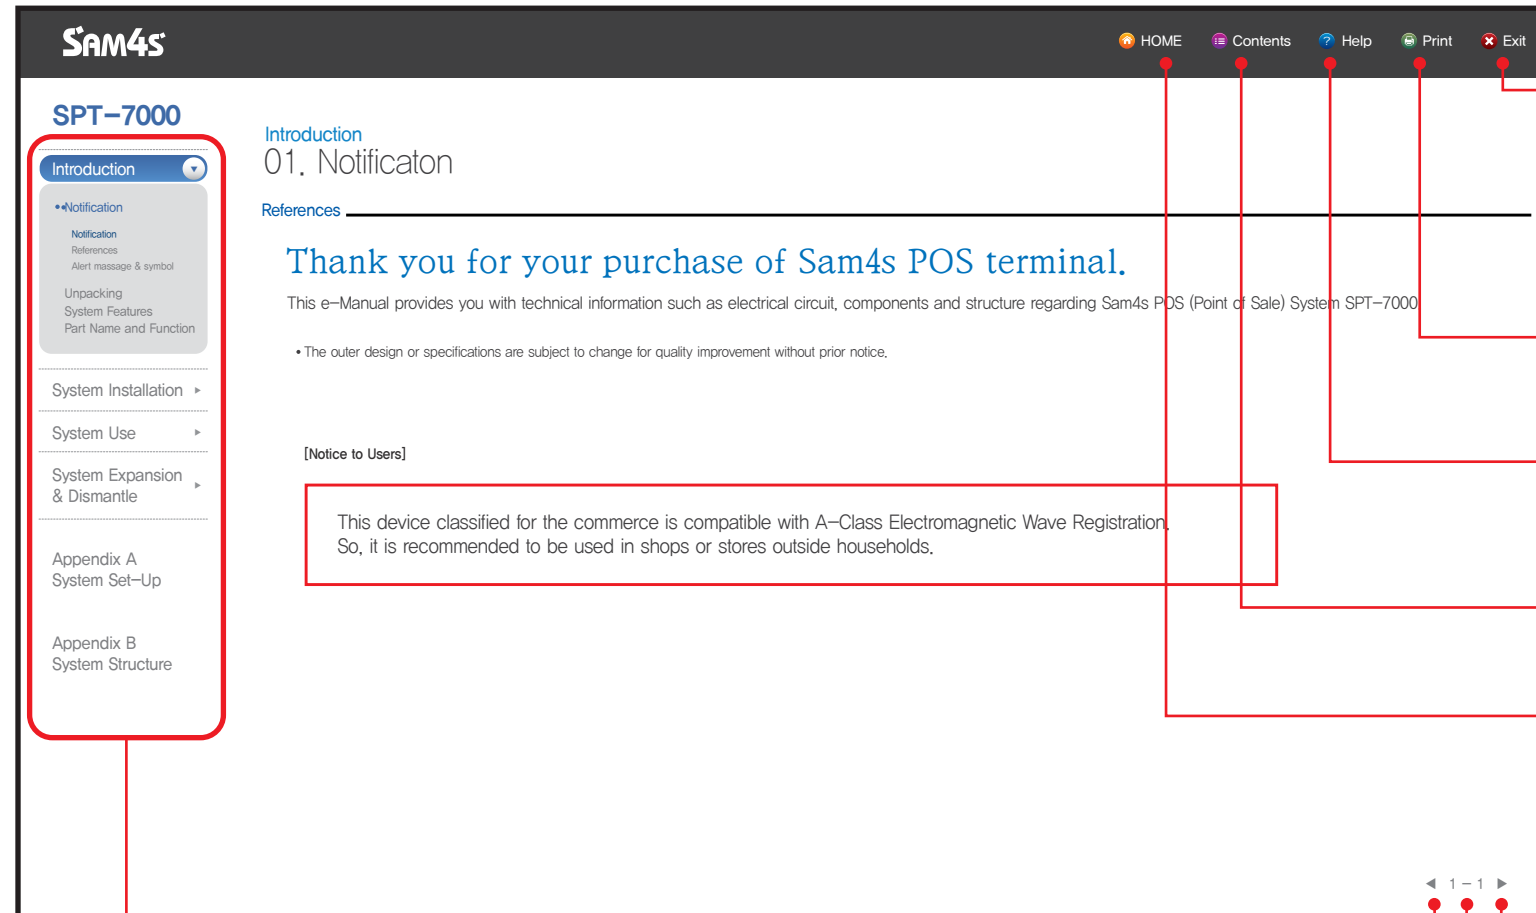 SAM4S
HOME Contents Help Print Exit
SPT-7000
Introduction
•Notification
Notification
References
Alert massage & symbol
Unpacking
System Features
Part Name and Function
System Installation
System Use
System Expansion
& Dismantle
Appendix A
System Set-Up
Appendix B
System Structure
Introduction
01. Notificaton
References
Thank you for your purchase of Sam4s POS terminal.
This e-Manual provides you with technical information such as electrical circuit, components and structure regarding Sam4s POS (Point of Sale) System SPT-7000
• The outer design or specifications are subject to change for quality improvement without prior notice.
[Notice to Users]
This device classified for the commerce is compatible with A-Class Electromagnetic Wave Registration.
So, it is recommended to be used in shops or stores outside households.
1 - 1